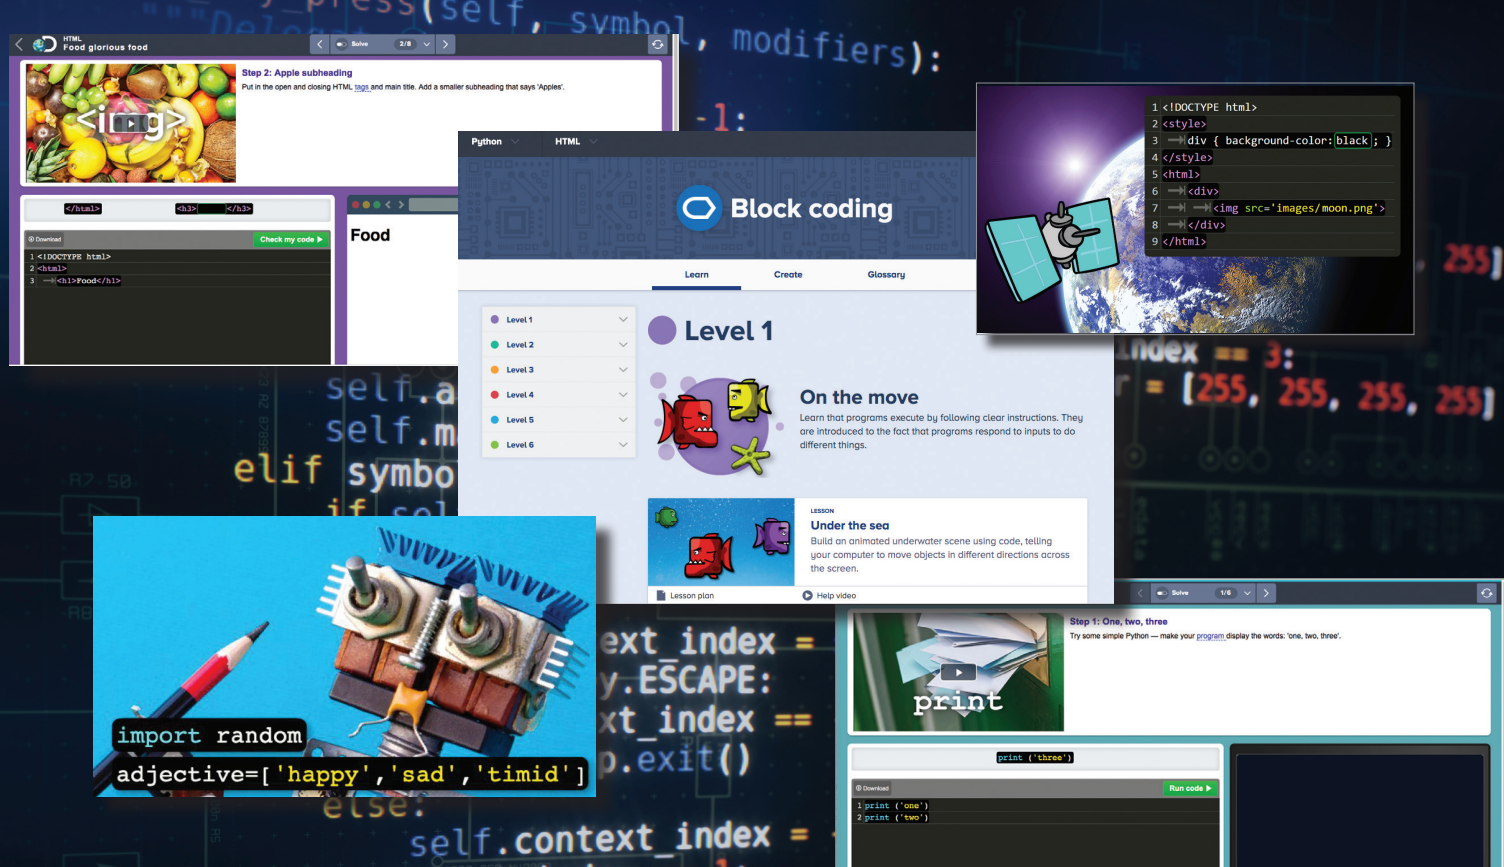 _press(self, symbol, modifiers):
-1:
HTML
Food glorious food
Solve
2/8
Step 2: Apple subheading
Put in the open and closing HTML tags and main title. Add a smaller subheading that says 'Apples'.
<img>
</html>
<h3> </h3>
Download
Check my code
1 <!DOCTYPE html>
2 <html>
3 <h1>Food</h1>
Food
Python
HTML
Block coding
Learn
Create
Glossary
Level 1
Level 2
Level 3
Level 4
Level 5
Level 6
Level 1
On the move
Learn that programs execute by following clear instructions. They
are introduced to the fact that programs respond to inputs to do
different things.
LESSON
Under the sea
Build an animated underwater scene using code, telling
your computer to move objects in different directions across
the screen.
Lesson plan
Help video
1 <!DOCTYPE html>
2 <style>
3 div { background-color: black ; }
4 </style>
5 <html>
6 <div>
7 <img src='images/moon.png'>
8 </div>
9 </html>
, 255]
index == 3:
r = [255, 255, 255, 255]
self.a
self.m
elif symbo
if sel
R7 50
import random
adjective=['happy','sad','timid']
ext_index =
y.ESCAPE:
xt_index ==
p.exit()
else:
self.context_index =
Solve
1/6
Step 1: One, two, three
Try some simple Python — make your program display the words: 'one, two, three'.
print
print ('three')
Download
Run code
1 print ('one')
2 print ('two')